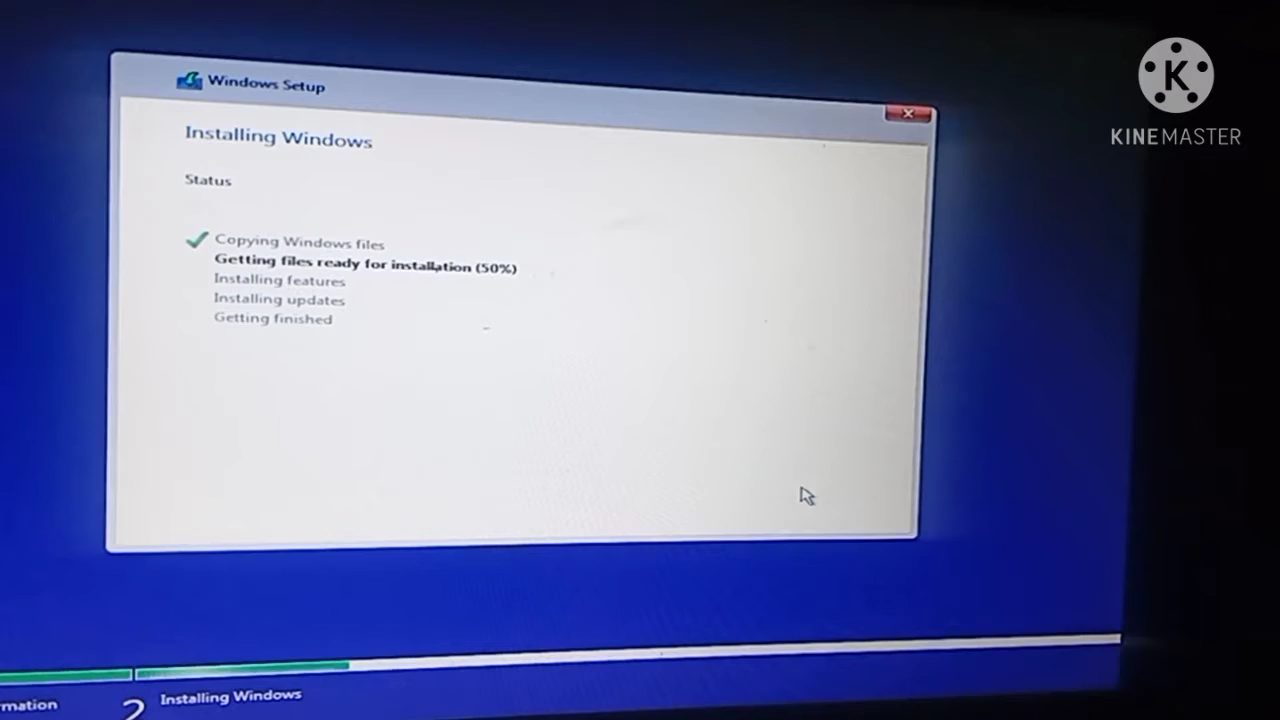 Windows Setup
K
KINEMASTER
Installing Windows
Status
Copying Windows files
Getting files ready for installation (50%)
Installing features
Installing updates
Getting finished
rmation
2 Installing Windows